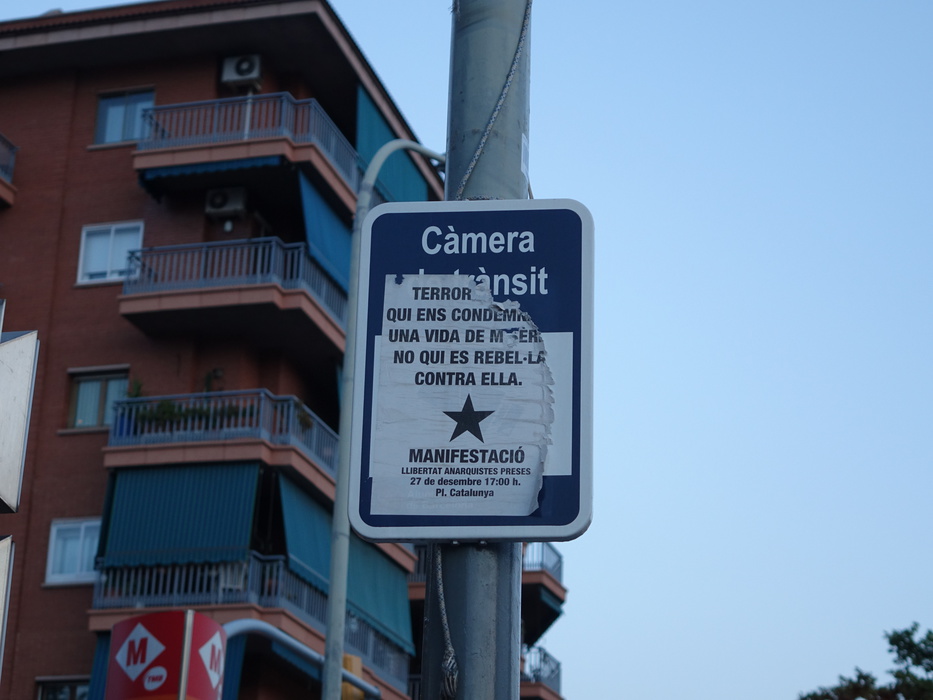 Càmera
trànsit
TERROR
QUI ENS
UNA VIDA DE
NO QUI ES REBEL·LA
CONTRA ELLA.
MANIFESTACIÓ
LLIBERTAT ANARQUISTES PRESES
27 de desembre 17:00 h.
Pl. Catalunya
M
M